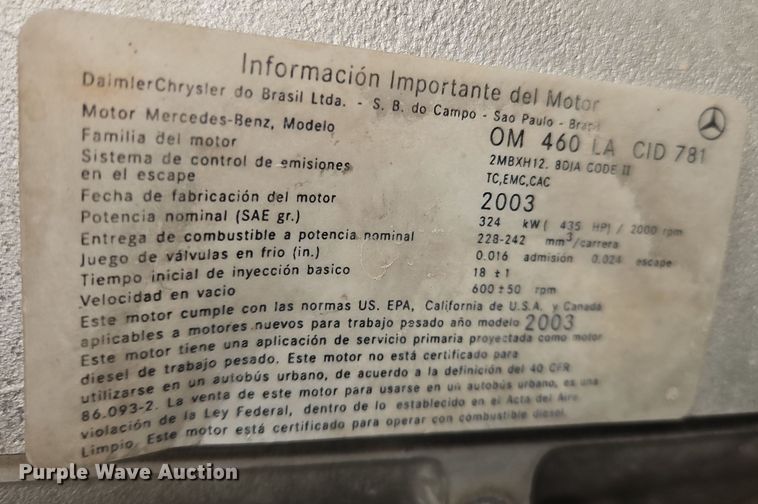 Información Importante del Motor
DaimlerChrysler do Brasil Ltda. - S. B. do Campo - Sao Paulo - Brasil
Motor Mercedes-Benz, Modelo OM 460 LA CID 781
Familia del motor 2MBXH12. 8DIA CODE II
Sistema de control de emisiones
en el escape TC,EMC,CAC
Fecha de fabricación del motor 2003
Potencia nominal (SAE gr.) 324 kW( 435 HP) / 2000 rpm
Entrega de combustible a potencia nominal 228-242 mm³/carrera
Juego de válvulas en frio (in.) 0.016 admisión 0.024 escape
Tiempo inicial de inyección basico 18 ± 1
Velocidad en vacio 600 ± 50 rpm
Este motor cumple con las normas US. EPA, California de U.S.A. y Canadá
aplicables a motores nuevos para trabajo pesado año modelo 2003
Este motor tiene una aplicación de servicio primaria proyectada como motor
diesel de trabajo pesado. Este motor no está certificado para
utilizarse en un autobús urbano, de acuerdo a la definición del 40 CFR
86.093-2. La venta de este motor para usarse en un autobús urbano, es una
violación de la Ley Federal, dentro de lo establecido en el Acta del Aire
Limpio. Este motor está certificado para operar con combustible diesel.
Purple Wave Auction